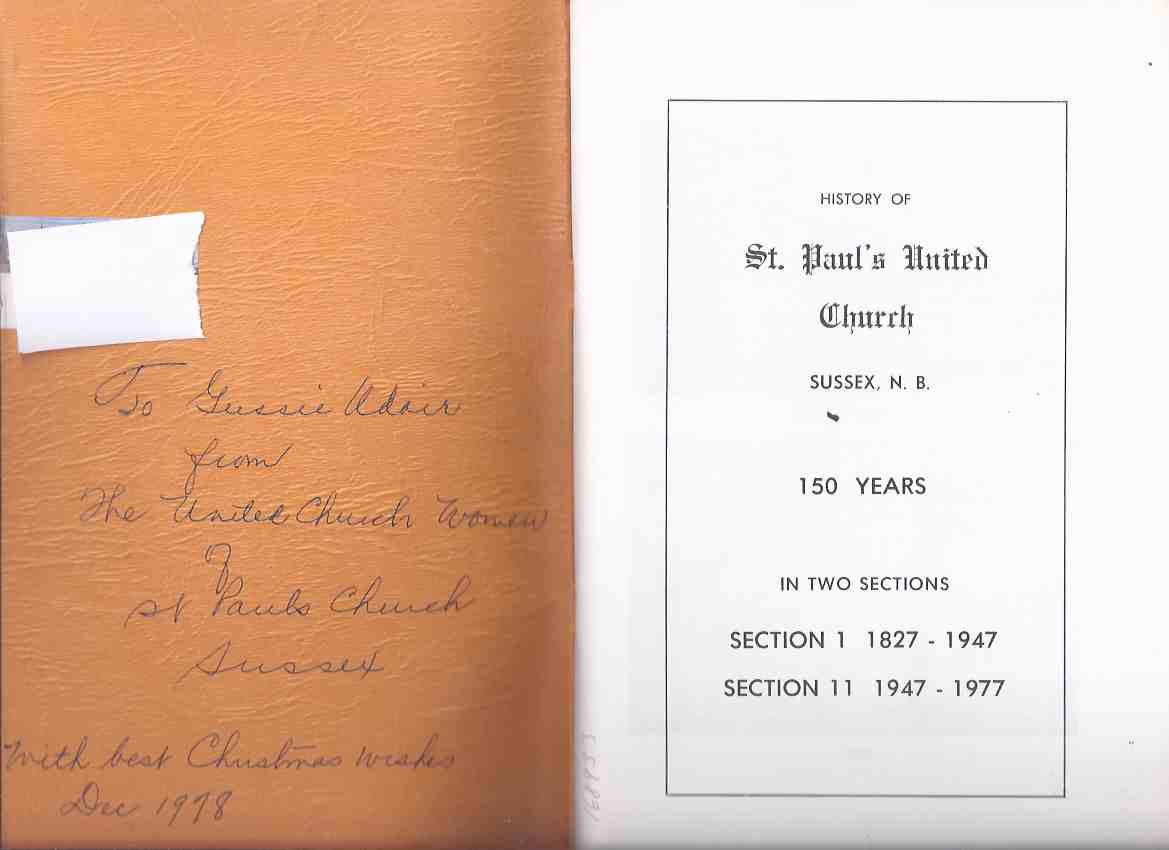 To Gussie Adair
from
The United Church Women
of
St Pauls Church
Sussex
With best Christmas wishes
Dec 1978
HISTORY OF
St. Paul's United
Church
SUSSEX, N. B.
150 YEARS
IN TWO SECTIONS
SECTION 1 1827 - 1947
SECTION 11 1947 - 1977